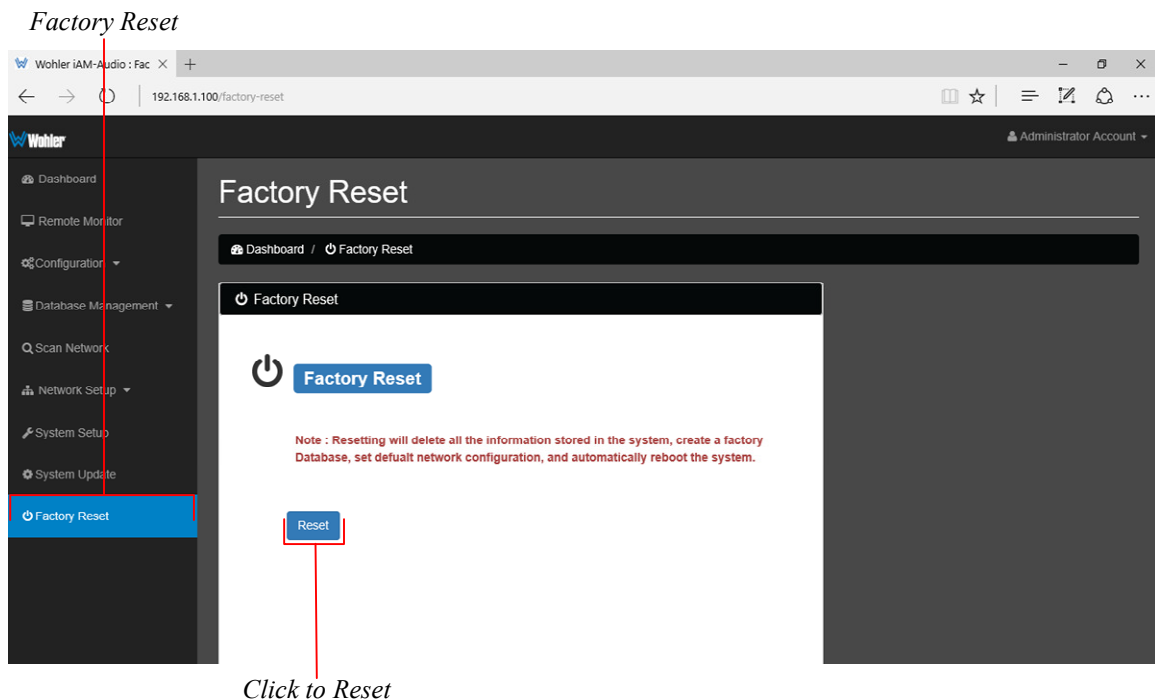 Factory Reset
Wohler iAM-Audio : Fac
192.168.1.100/factory-reset
Wohler
Administrator Account
Dashboard
Remote Monitor
Configuration
Database Management
Scan Network
Network Setup
System Setup
System Update
Factory Reset
Factory Reset
Dashboard / Factory Reset
Factory Reset
Factory Reset
Note : Resetting will delete all the information stored in the system, create a factory
Database, set defualt network configuration, and automatically reboot the system.
Reset
Click to Reset